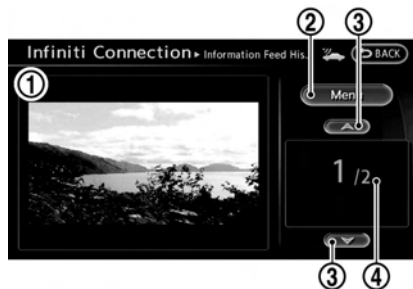 ② ③
Infiniti Connection ▸ Information Feed His. BACK
① Menu
1/2
③ ④